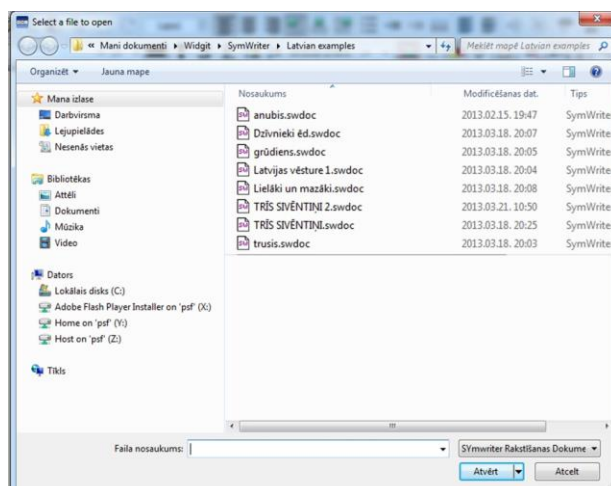 Select a file to open
« Mani dokumenti ▸ Widgit ▸ SymWriter ▸ Latvian examples
Meklēt mapē Latvian examples
Organizēt
Jauna mape
Mana izlase
Darbvirsma
Lejupielādes
Nesenās vietas
Bibliotēkas
Attēli
Dokumenti
Mūzika
Video
Dators
Lokālais disks (C:)
Adobe Flash Player Installer on 'psf' (X:)
Home on 'psf' (Y:)
Host on 'psf' (Z:)
Tīkls
Nosaukums Modificēšanas dat. Tips
anubis.swdoc 2013.02.15. 19:47 SymWrite
Dzīvnieki ēd.swdoc 2013.03.18. 20:07 SymWrite
grūdiens.swdoc 2013.03.18. 20:05 SymWrite
Latvijas vēsture 1.swdoc 2013.03.18. 20:04 SymWrite
Lielāki un mazāki.swdoc 2013.03.18. 20:08 SymWrite
TRĪS SIVĒNTIŅI 2.swdoc 2013.03.21. 10:50 SymWrite
TRĪS SIVĒNTIŅI.swdoc 2013.03.18. 20:25 SymWrite
trusis.swdoc 2013.03.18. 20:03 SymWrite
Faila nosaukums:
SYmwriter Rakstīšanas Dokume
Atvērt
Atcelt